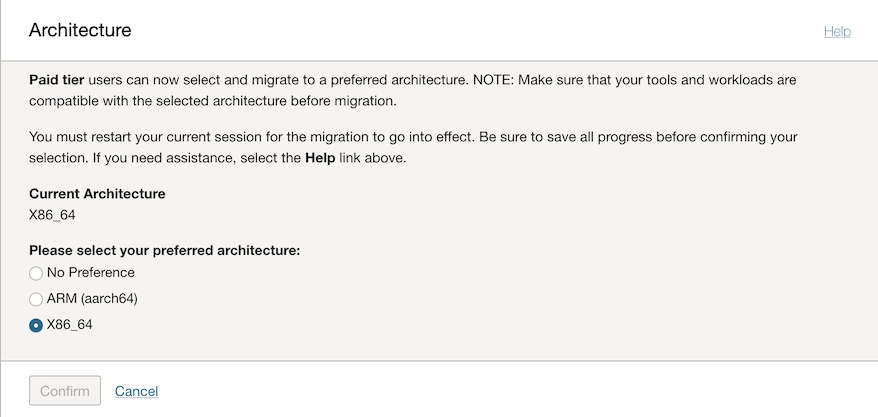 Architecture
Help
Paid tier users can now select and migrate to a preferred architecture. NOTE: Make sure that your tools and workloads are
compatible with the selected architecture before migration.
You must restart your current session for the migration to go into effect. Be sure to save all progress before confirming your
selection. If you need assistance, select the Help link above.
Current Architecture
X86_64
Please select your preferred architecture:
No Preference
ARM (aarch64)
X86_64
Confirm
Cancel